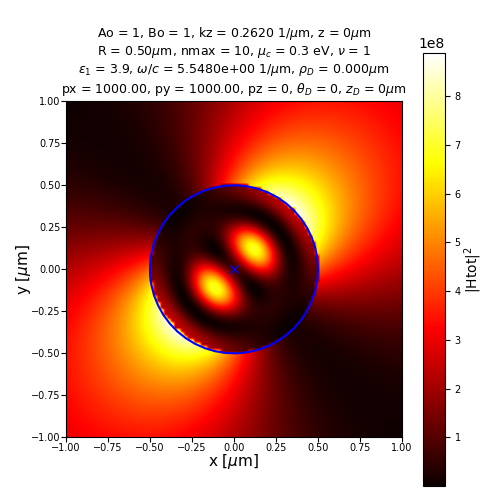 Ao = 1, Bo = 1, kz = 0.2620 1/μm, z = 0μm
R = 0.50μm, nmax = 10, μ_c = 0.3 eV, ν = 1
ε₁ = 3.9, ω/c = 5.5480e+00 1/μm, ρ_D = 0.000μm
px = 1000.00, py = 1000.00, pz = 0, θ_D = 0, z_D = 0μm
1e8
1.00
0.75
0.50
0.25
0.00
−0.25
−0.50
−0.75
−1.00
y [μm]
−1.00 −0.75 −0.50 −0.25 0.00 0.25 0.50 0.75 1.00
x [μm]
8
7
6
5
4
3
2
1
|Htot|²